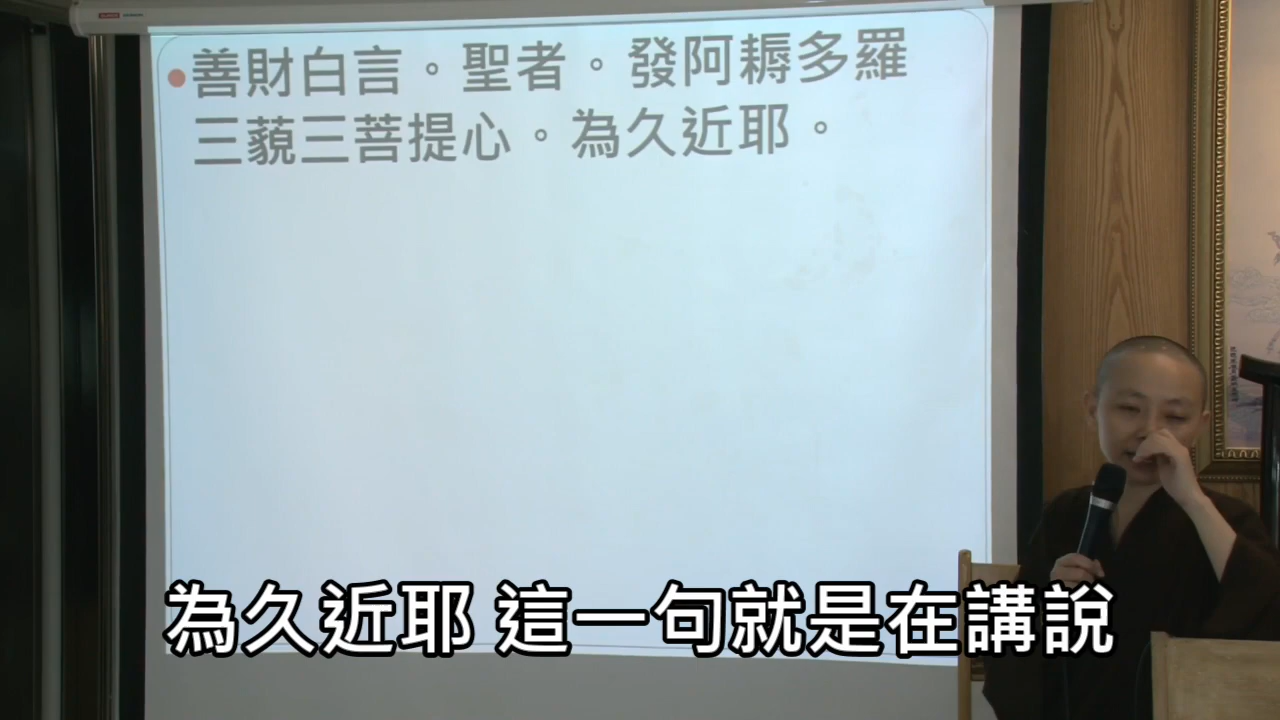 善財白言。聖者。發阿耨多羅
三藐三菩提心。為久近耶。
為久近耶 這一句就是在講說